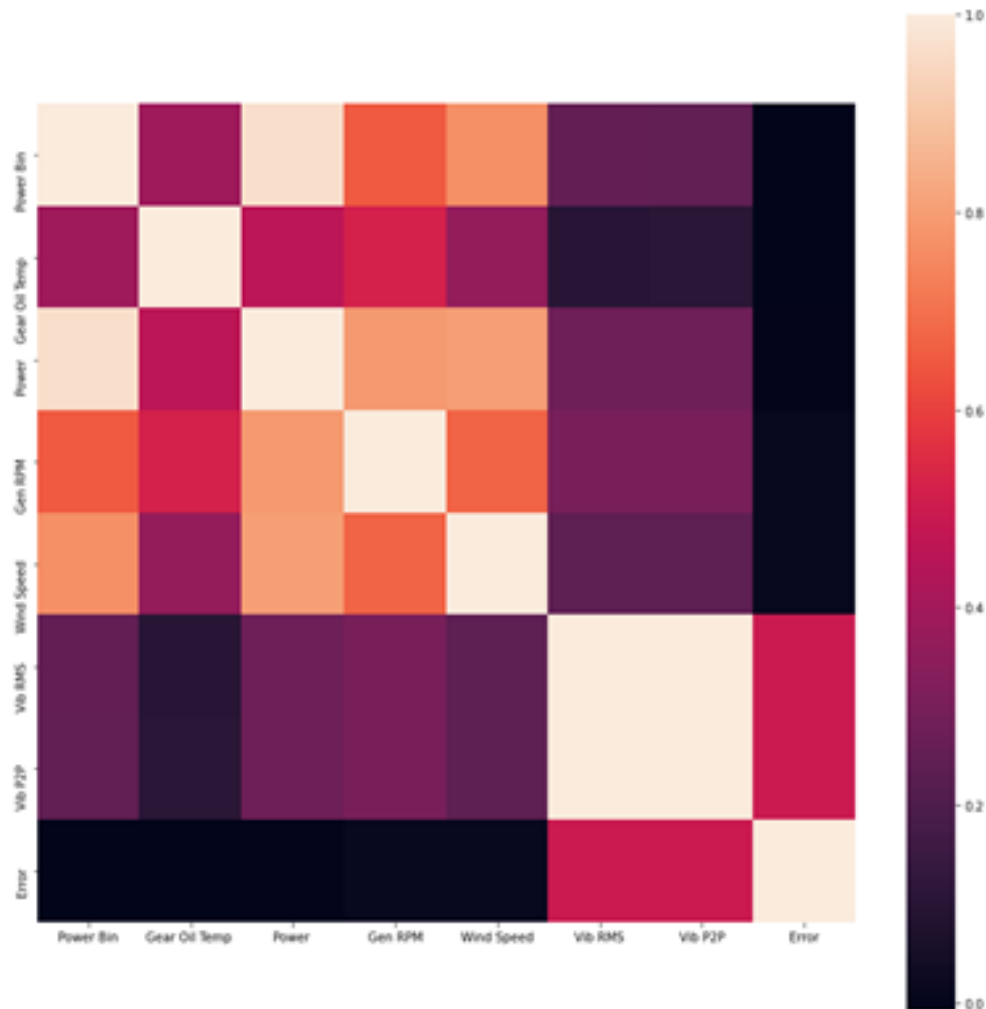 1.0
Power Bin
Gear Oil Temp
0.8
Power
0.6
Gen RPM
Wind Speed
0.4
Vib RMS
Vib P2P
0.2
Error
Power Bin Gear Oil Temp Power Gen RPM Wind Speed Vib RMS Vib P2P Error
0.0